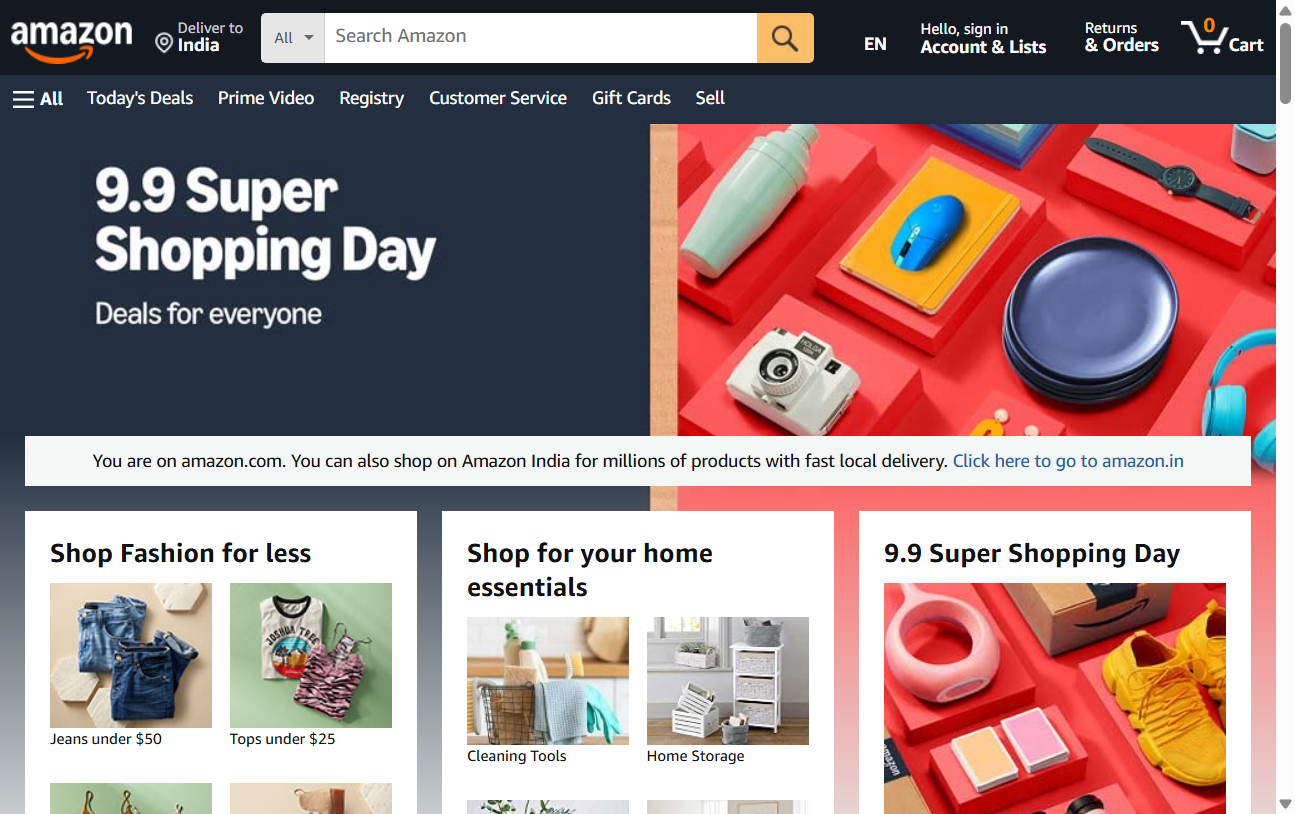 amazon
Deliver to
India
All
Search Amazon
EN
Hello, sign in
Account & Lists
Returns
& Orders
0
Cart
All
Today's Deals
Prime Video
Registry
Customer Service
Gift Cards
Sell
9.9 Super
Shopping Day
Deals for everyone
HOLGA
You are on amazon.com. You can also shop on Amazon India for millions of products with fast local delivery. Click here to go to amazon.in
Shop Fashion for less
JOSHUA TREE
Jeans under $50
Tops under $25
Shop for your home
essentials
Cleaning Tools
Home Storage
9.9 Super Shopping Day
amazon